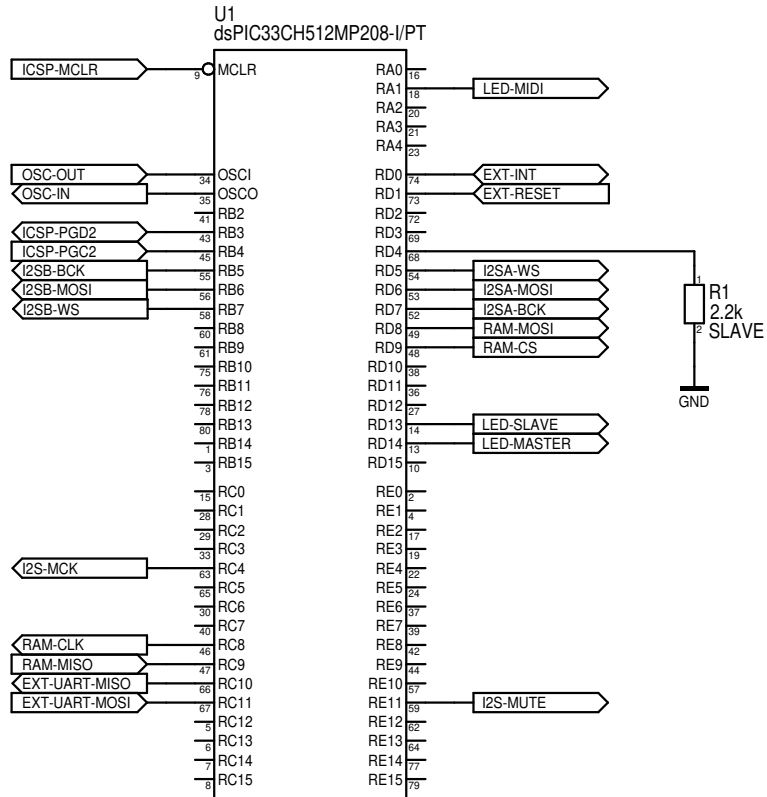 U1
dsPIC33CH512MP208-I/PT
ICSP-MCLR 9 MCLR RA0 16
RA1 18 LED-MIDI
RA2 20
RA3 21
RA4 23
OSC-OUT 34 OSCI RD0 74 EXT-INT
OSC-IN 35 OSCO RD1 73 EXT-RESET
41 RB2 RD2 72
ICSP-PGD2 43 RB3 RD3 69
ICSP-PGC2 45 RB4 RD4 68
I2SB-BCK 55 RB5 RD5 54 I2SA-WS
I2SB-MOSI 56 RB6 RD6 53 I2SA-MOSI
I2SB-WS 58 RB7 RD7 52 I2SA-BCK
60 RB8 RD8 49 RAM-MOSI
61 RB9 RD9 48 RAM-CS
75 RB10 RD10 38
76 RB11 RD11 36
78 RB12 RD12 27
80 RB13 RD13 14 LED-SLAVE
1 RB14 RD14 13 LED-MASTER
3 RB15 RD15 10
1
R1
2.2k
2 SLAVE
GND
15 RC0 RE0 2
28 RC1 RE1 4
29 RC2 RE2 17
33 RC3 RE3 19
I2S-MCK 63 RC4 RE4 22
65 RC5 RE5 24
30 RC6 RE6 37
40 RC7 RE7 39
RAM-CLK 46 RC8 RE8 42
RAM-MISO 47 RC9 RE9 44
EXT-UART-MISO 66 RC10 RE10 57
EXT-UART-MOSI 67 RC11 RE11 59 I2S-MUTE
5 RC12 RE12 62
6 RC13 RE13 64
7 RC14 RE14 77
8 RC15 RE15 79